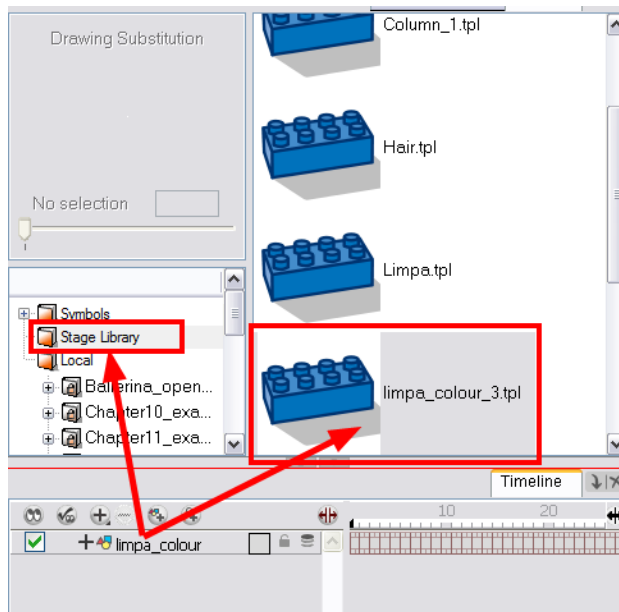 Drawing Substitution
No selection
Column_1.tpl
Hair.tpl
Limpa.tpl
limpa_colour_3.tpl
Symbols
Stage Library
Local
Ballerina_open...
Chapter10_exa...
Chapter11_exa...
Timeline
10 20
limpa_colour